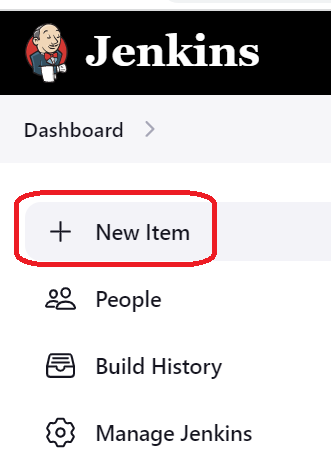 Jenkins
Dashboard
New Item
People
Build History
Manage Jenkins